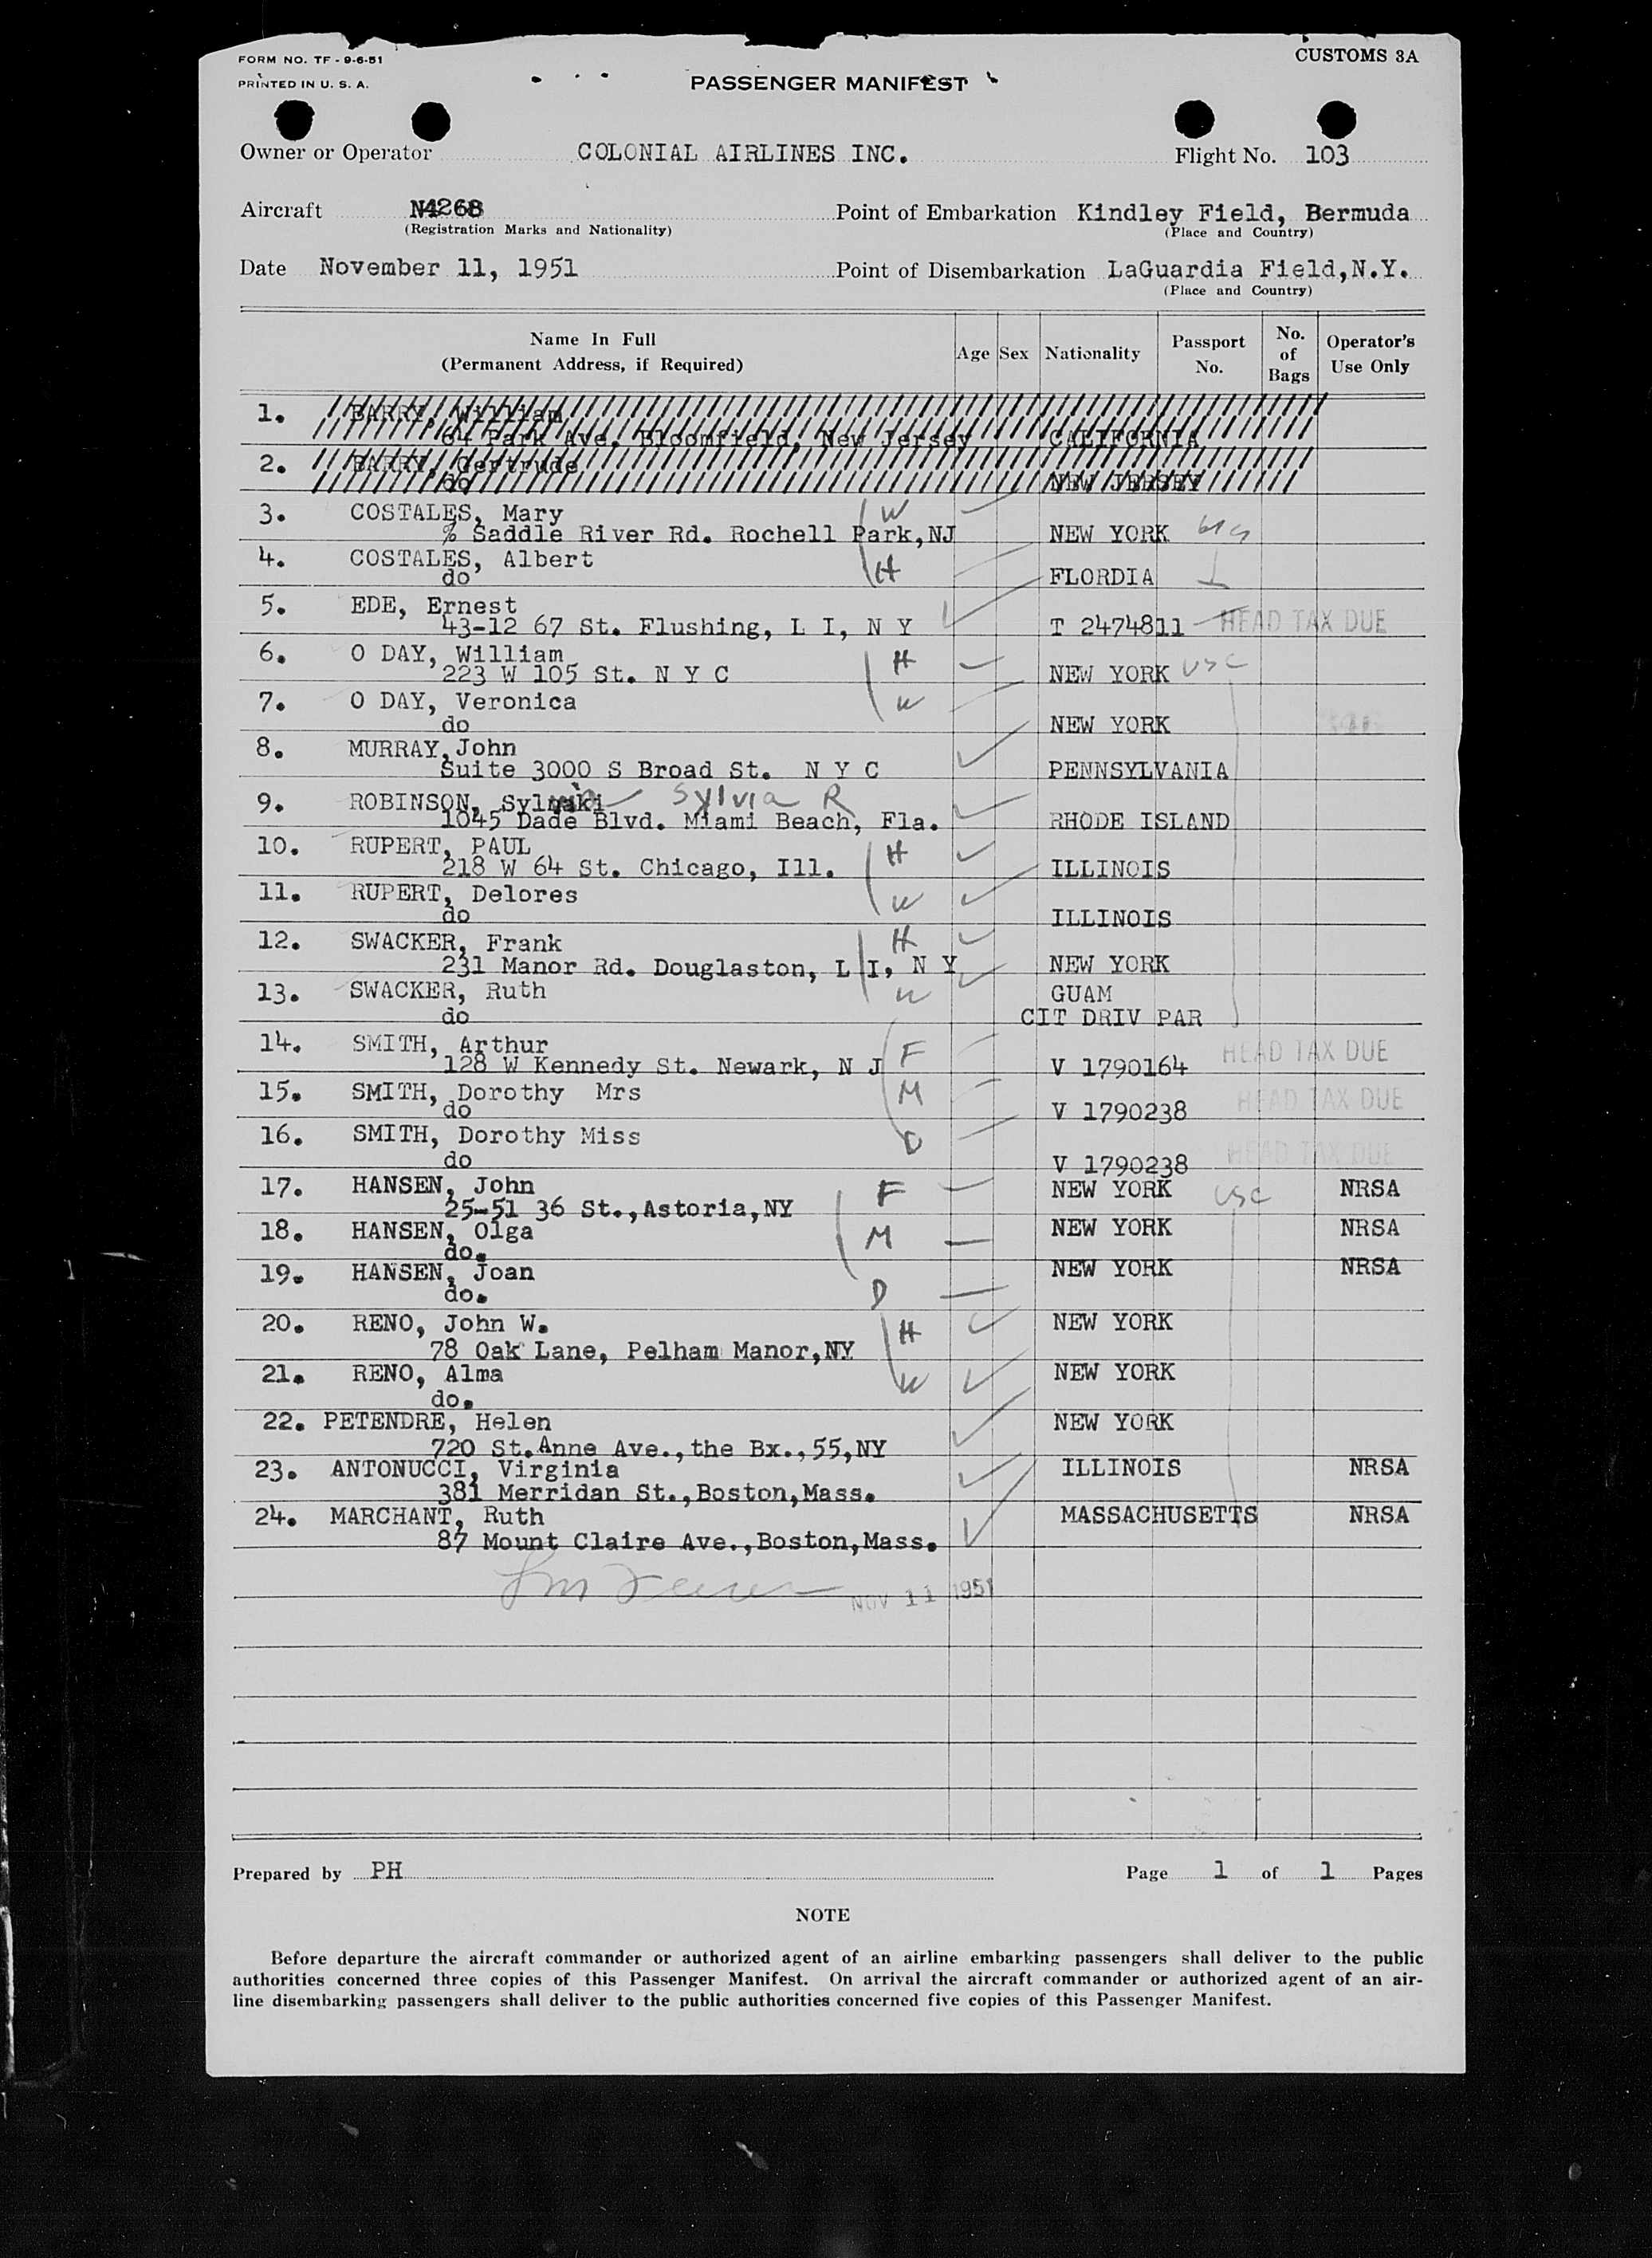 FORM NO. TF - 9-6-51
CUSTOMS 3A
PRINTED IN U. S. A.
PASSENGER MANIFEST
Owner or Operator COLONIAL AIRLINES INC. Flight No. 103
Aircraft N4268 Point of Embarkation Kindley Field, Bermuda
(Registration Marks and Nationality) (Place and Country)
Date November 11, 1951 Point of Disembarkation LaGuardia Field,N.Y.
(Place and Country)
Name In Full
(Permanent Address, if Required)
Age Sex Nationality
Passport No.
No. of Bags
Operator's Use Only
1. BARRY, William
64 Park Ave. Bloomfield, New Jersey CALIFORNIA
2. BARRY, Gertrude
do NEW JERSEY
3. COSTALES, Mary W
% Saddle River Rd. Rochell Park,NJ NEW YORK
4. COSTALES, Albert H
do FLORDIA
5. EDE, Ernest
43-12 67 St. Flushing, L I, N Y T 2474811 HEAD TAX DUE
6. O DAY, William H
223 W 105 St. N Y C NEW YORK USC
7. O DAY, Veronica W
do NEW YORK
8. MURRAY,John
Suite 3000 S Broad St. N Y C PENNSYLVANIA
9. ROBINSON, Sylvia R
1045 Dade Blvd. Miami Beach, Fla. RHODE ISLAND
10. RUPERT, PAUL H
218 W 64 St. Chicago, Ill. ILLINOIS
11. RUPERT, Delores W
do ILLINOIS
12. SWACKER, Frank H
231 Manor Rd. Douglaston, L I, N Y NEW YORK
13. SWACKER, Ruth W GUAM
do CIT DRIV PAR
14. SMITH, Arthur F HEAD TAX DUE
128 W Kennedy St. Newark, N J V 1790164
15. SMITH, Dorothy Mrs M HEAD TAX DUE
do V 1790238
16. SMITH, Dorothy Miss D HEAD TAX DUE
do V 1790238
17. HANSEN, John F NEW YORK USC NRSA
25-51 36 St.,Astoria,NY
18. HANSEN, Olga M NEW YORK NRSA
do.
19. HANSEN, Joan NEW YORK NRSA
do. D
20. RENO, John W. H NEW YORK
78 Oak Lane, Pelham Manor,NY
21. RENO, Alma W NEW YORK
do.
22. PETENDRE, Helen NEW YORK
720 St.Anne Ave.,the Bx.,55,NY
23. ANTONUCCI, Virginia ILLINOIS NRSA
381 Merridan St.,Boston,Mass.
24. MARCHANT, Ruth MASSACHUSETTS NRSA
87 Mount Claire Ave.,Boston,Mass.
NOV 11 1951
Prepared by PH Page 1 of 1 Pages
NOTE
Before departure the aircraft commander or authorized agent of an airline embarking passengers shall deliver to the public
authorities concerned three copies of this Passenger Manifest. On arrival the aircraft commander or authorized agent of an air-
line disembarking passengers shall deliver to the public authorities concerned five copies of this Passenger Manifest.